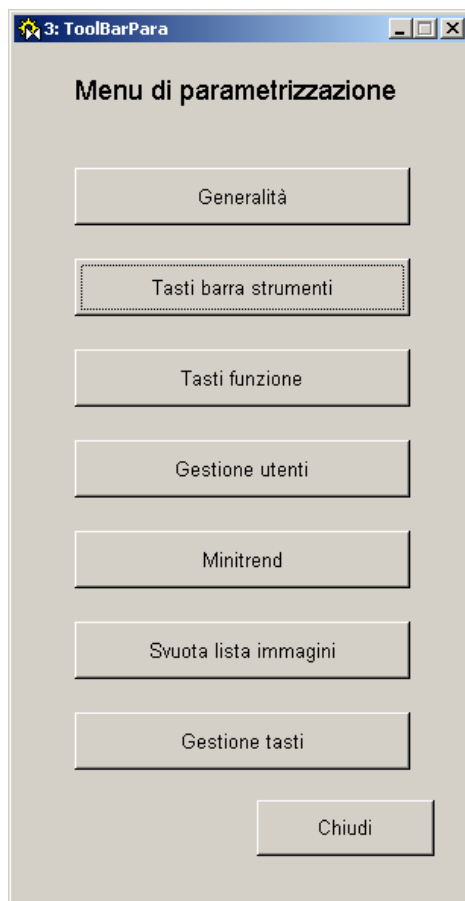 3: ToolBarPara
Menu di parametrizzazione
Generalità
Tasti barra strumenti
Tasti funzione
Gestione utenti
Minitrend
Svuota lista immagini
Gestione tasti
Chiudi